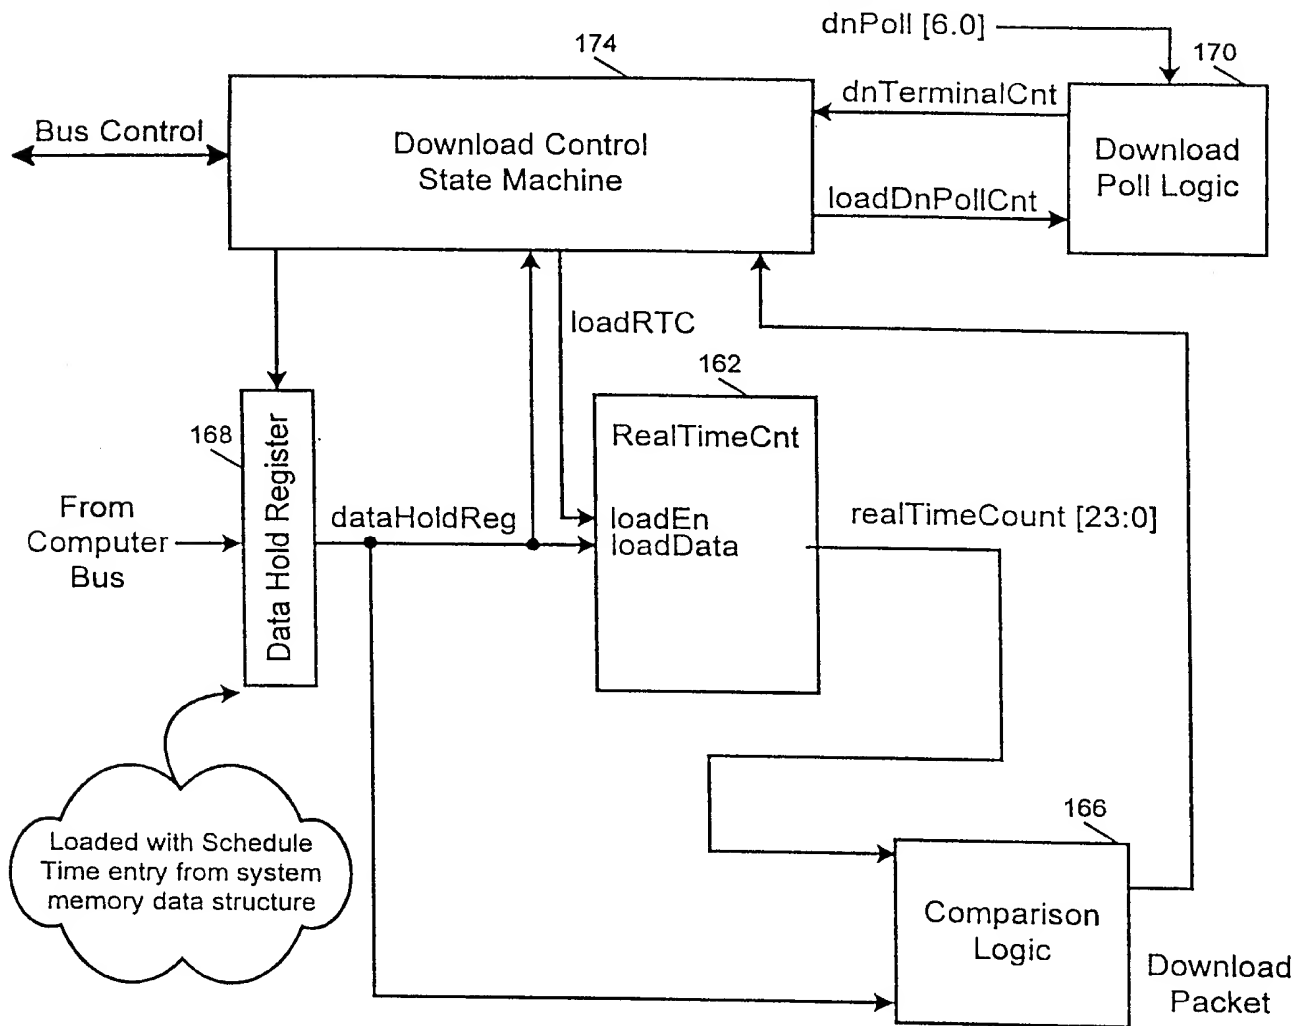 dnPoll [6.0]
174
170
dnTerminalCnt
Bus Control
Download Control
State Machine
Download
Poll Logic
loadDnPollCnt
loadRTC
162
168
Data Hold Register
RealTimeCnt
From
Computer
Bus
dataHoldReg
loadEn
loadData
realTimeCount [23:0]
Loaded with Schedule
Time entry from system
memory data structure
166
Comparison
Logic
Download
Packet